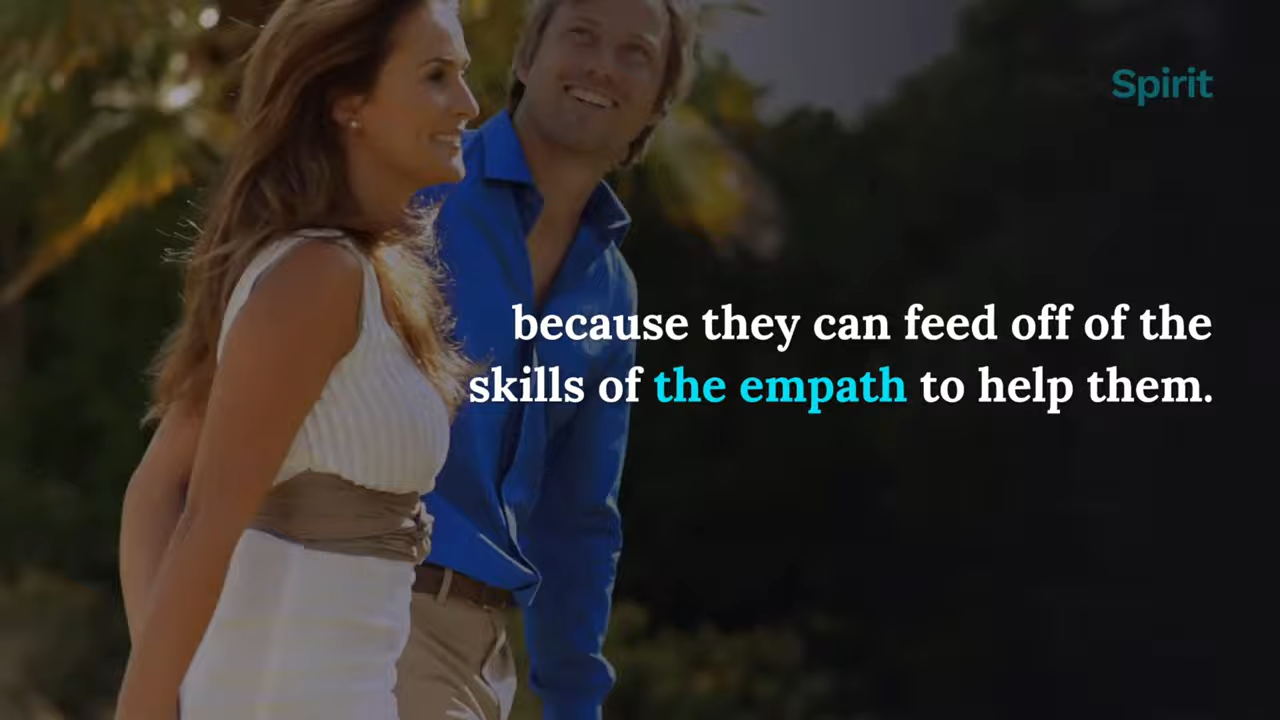 Spirit
because they can feed off of the
skills of the empath to help them.